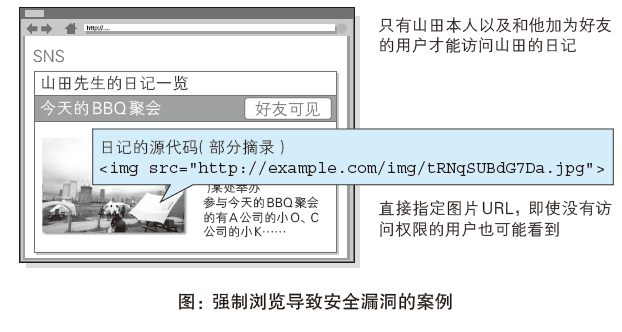 http://....
只有山田本人以及和他加为好友
的用户才能访问山田的日记
SNS
山田先生的日记一览
今天的BBQ聚会
好友可见
日记的源代码(部分摘录)
<img src="http://example.com/img/tRNqSUBdG7Da.jpg">
)某处举办
参与今天的BBQ聚会
的有A公司的小O、C
公司的小K……
直接指定图片URL，即使没有访
问权限的用户也可能看到
图：强制浏览导致安全漏洞的案例